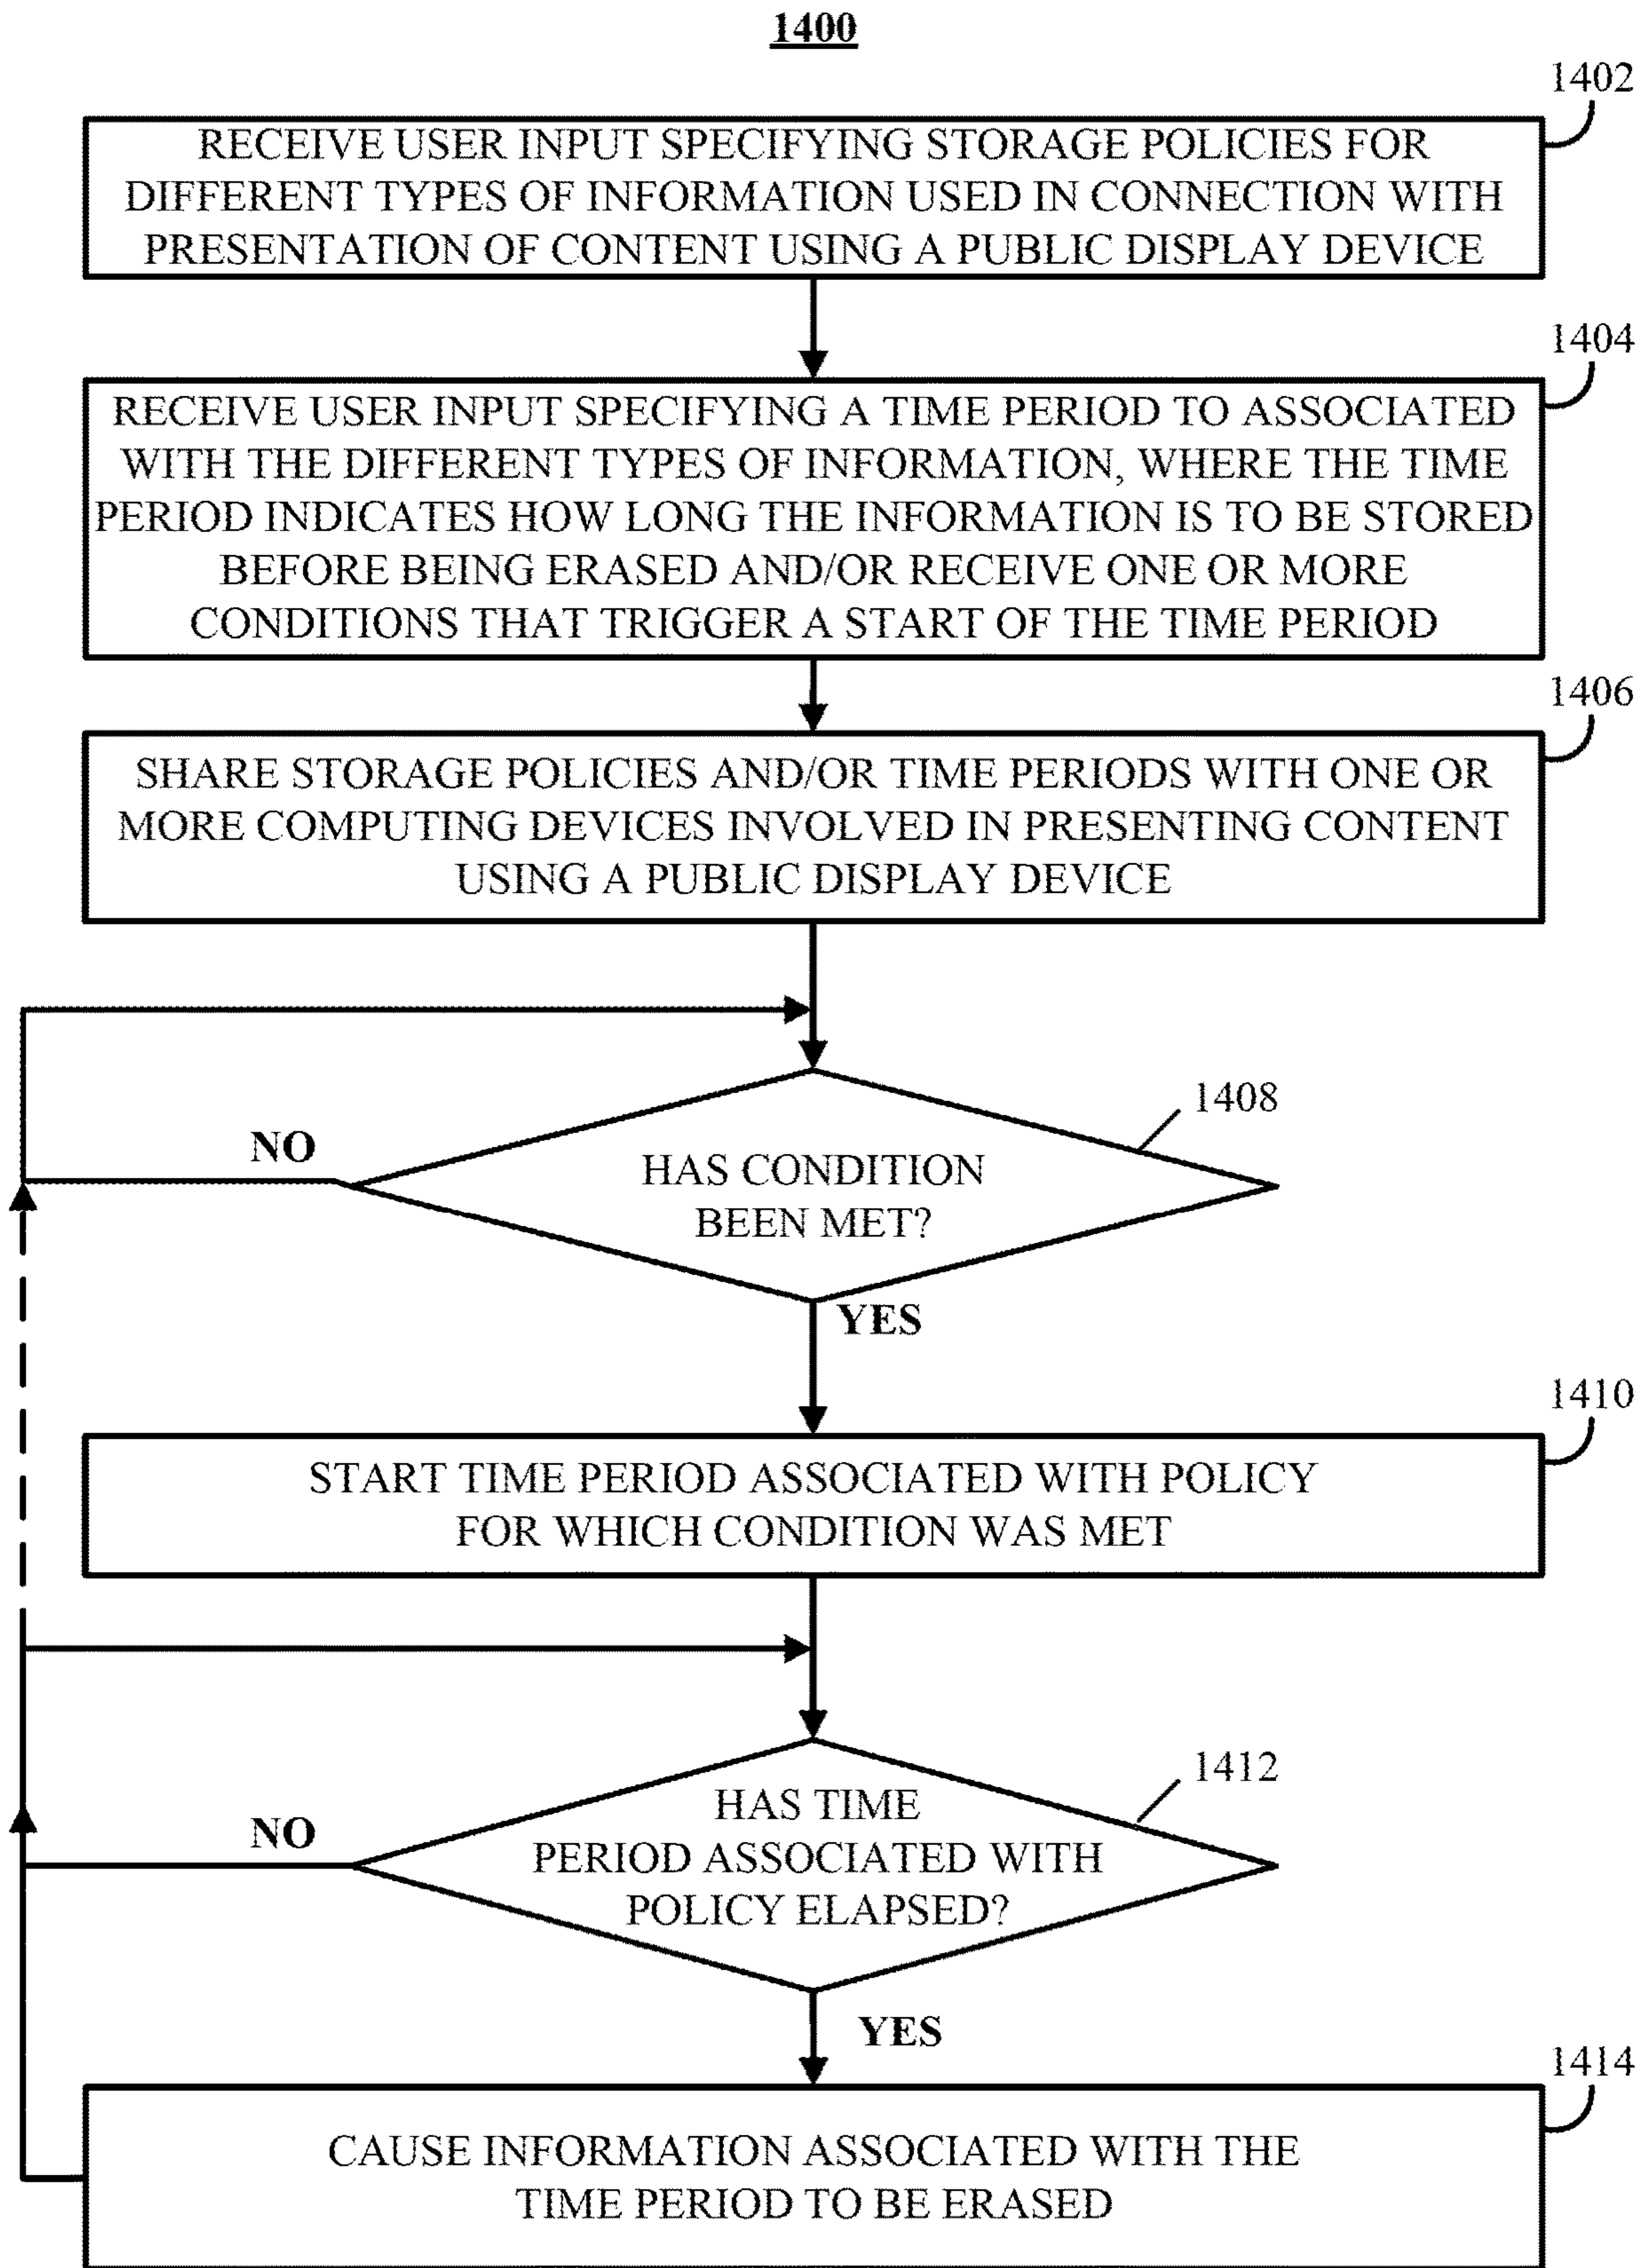 1400
1402
RECEIVE USER INPUT SPECIFYING STORAGE POLICIES FOR
DIFFERENT TYPES OF INFORMATION USED IN CONNECTION WITH
PRESENTATION OF CONTENT USING A PUBLIC DISPLAY DEVICE
1404
RECEIVE USER INPUT SPECIFYING A TIME PERIOD TO ASSOCIATED
WITH THE DIFFERENT TYPES OF INFORMATION, WHERE THE TIME
PERIOD INDICATES HOW LONG THE INFORMATION IS TO BE STORED
BEFORE BEING ERASED AND/OR RECEIVE ONE OR MORE
CONDITIONS THAT TRIGGER A START OF THE TIME PERIOD
1406
SHARE STORAGE POLICIES AND/OR TIME PERIODS WITH ONE OR
MORE COMPUTING DEVICES INVOLVED IN PRESENTING CONTENT
USING A PUBLIC DISPLAY DEVICE
1408
NO
HAS CONDITION
BEEN MET?
YES
1410
START TIME PERIOD ASSOCIATED WITH POLICY
FOR WHICH CONDITION WAS MET
1412
NO
HAS TIME
PERIOD ASSOCIATED WITH
POLICY ELAPSED?
YES
1414
CAUSE INFORMATION ASSOCIATED WITH THE
TIME PERIOD TO BE ERASED